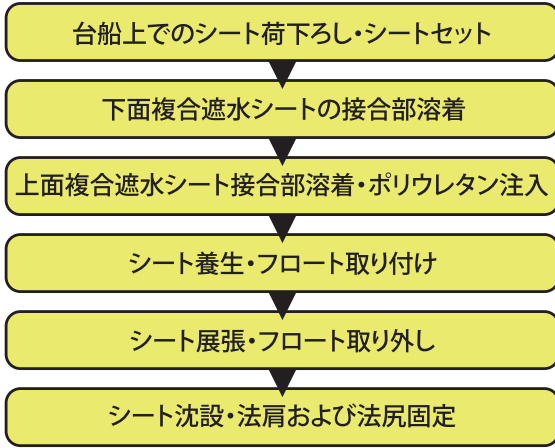 台船上でのシート荷下ろし・シートセット
下面複合遮水シートの接合部溶着
上面複合遮水シート接合部溶着・ポリウレタン注入
シート養生・フロート取り付け
シート展張・フロート取り外し
シート沈設・法肩および法尻固定